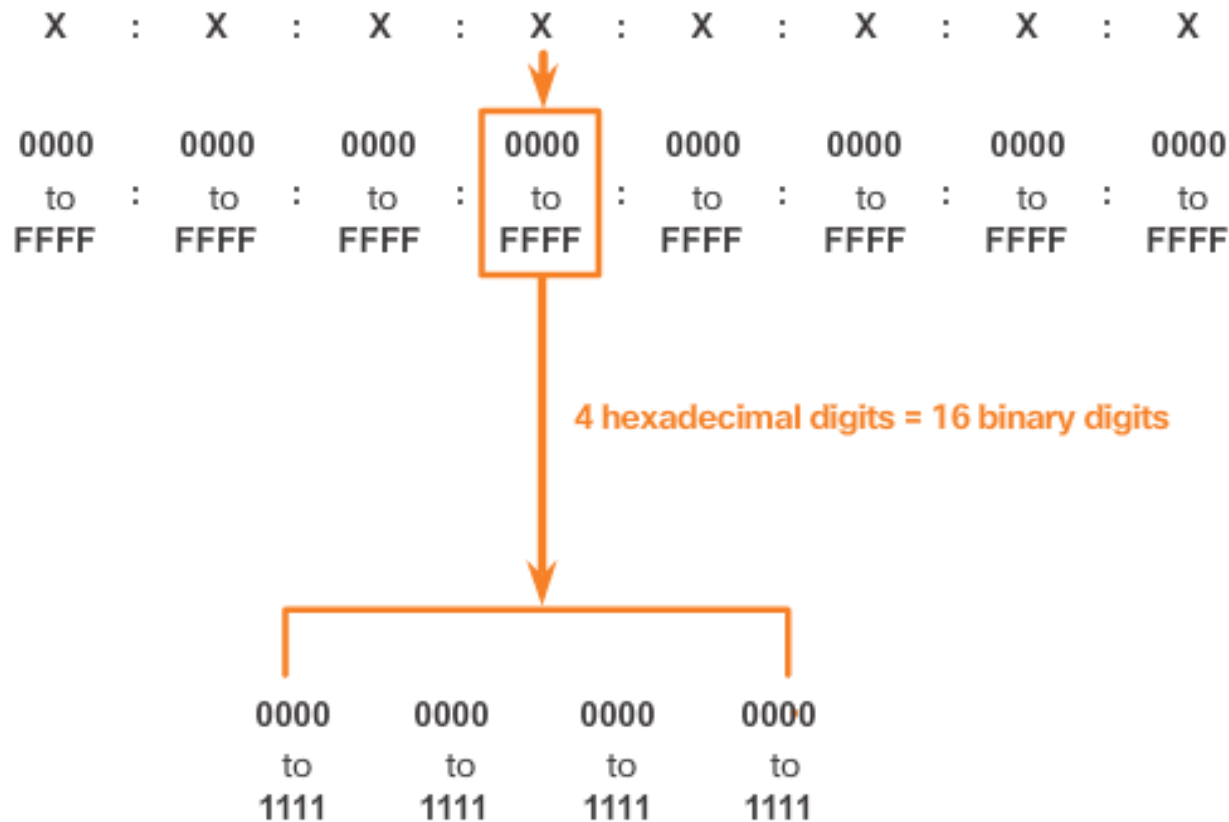 X : X : X : X : X : X : X : X
0000 0000 0000 0000 0000 0000 0000 0000
to : to : to : to : to : to : to : to
FFFF FFFF FFFF FFFF FFFF FFFF FFFF FFFF
4 hexadecimal digits = 16 binary digits
0000 0000 0000 0000
to to to to
1111 1111 1111 1111